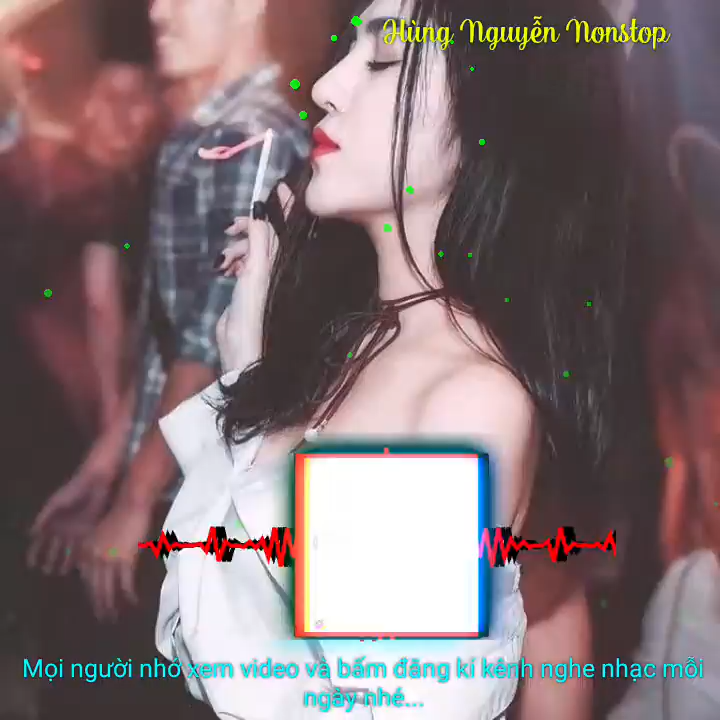 Hùng Nguyễn Nonstop
Mọi người nhớ xem video và bấm đăng kí kênh nghe nhạc mỗi
ngày nhé...